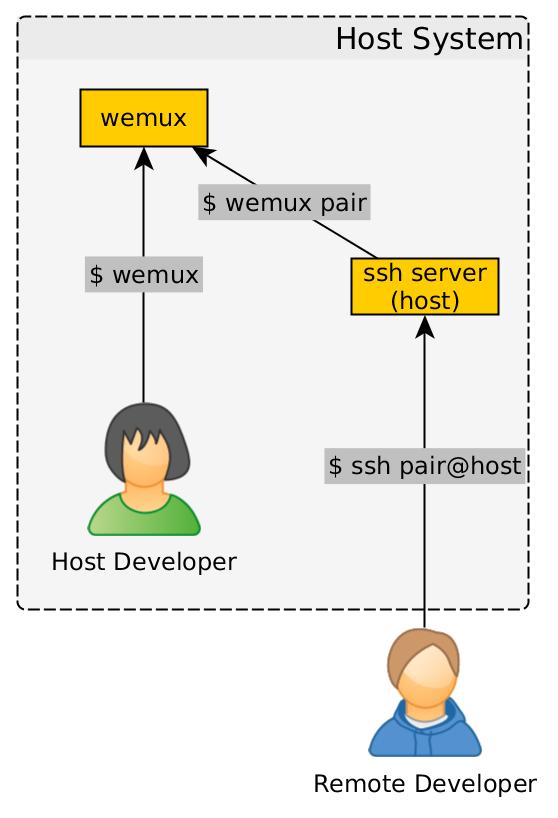 Host System
wemux
$ wemux pair
$ wemux
ssh server
(host)
$ ssh pair@host
Host Developer
Remote Developer